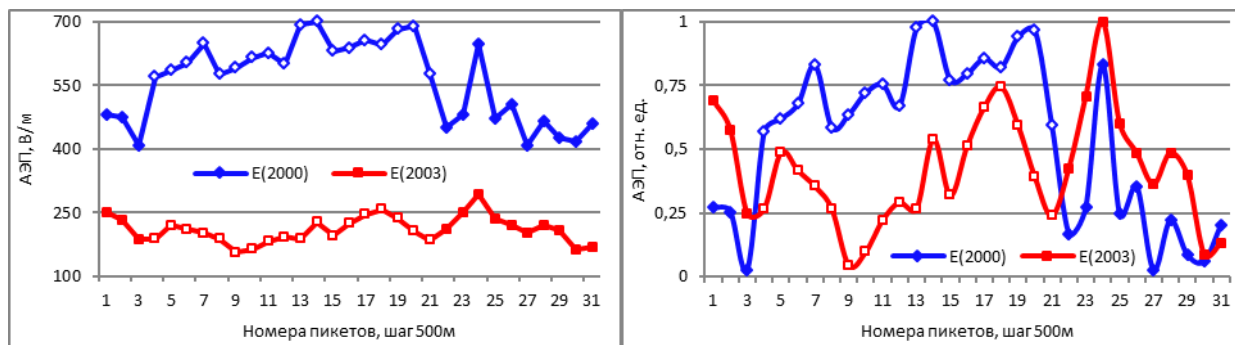 АЭП, В/м
700
550
400
250
100
E(2000) E(2003)
1 3 5 7 9 11 13 15 17 19 21 23 25 27 29 31
Номера пикетов, шаг 500м
АЭП, отн. ед.
1
0,75
0,5
0,25
0
E(2000) E(2003)
1 3 5 7 9 11 13 15 17 19 21 23 25 27 29 31
Номера пикетов, шаг 500м